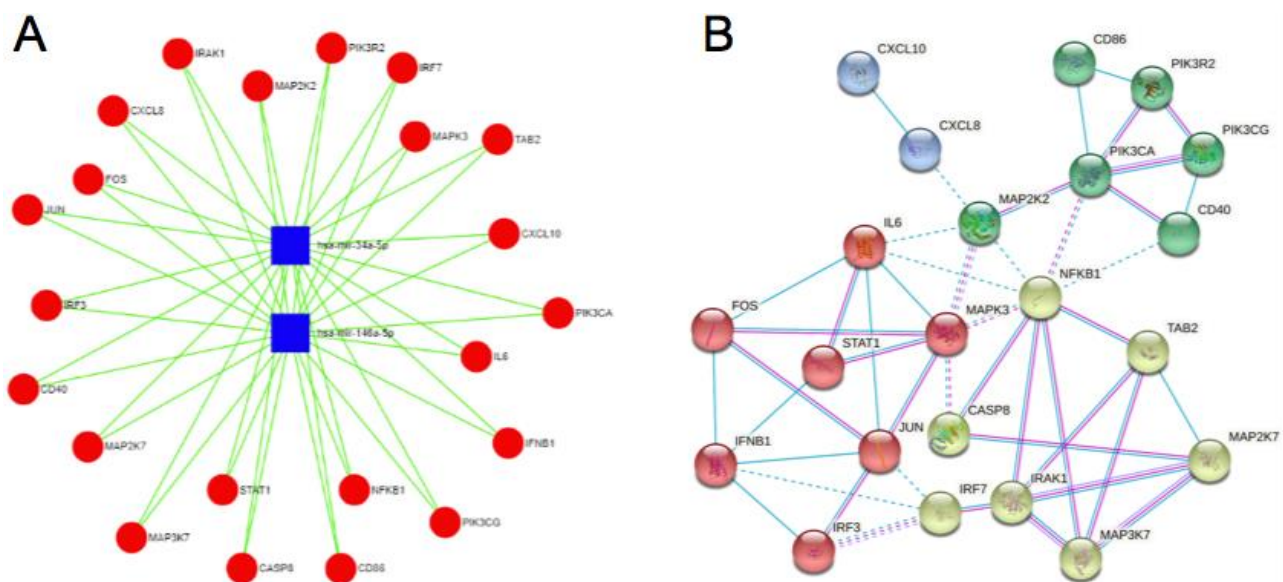 A
IRAK1
PIK3R2
IRF7
MAP2K2
CXCL8
MAPK3
TAB2
FOS
JUN
CXCL10
hsa-mir-34a-5p
IRF3
PIK3CA
hsa-mir-146a-5p
IL6
CD40
MAP2K7
IFNB1
STAT1
NFKB1
PIK3CG
MAP3K7
CASP8
CD86
B
CXCL10
CD86
PIK3R2
CXCL8
PIK3CG
PIK3CA
MAP2K2
CD40
IL6
NFKB1
FOS
MAPK3
TAB2
STAT1
CASP8
JUN
IFNB1
MAP2K7
IRF7
IRAK1
IRF3
MAP3K7